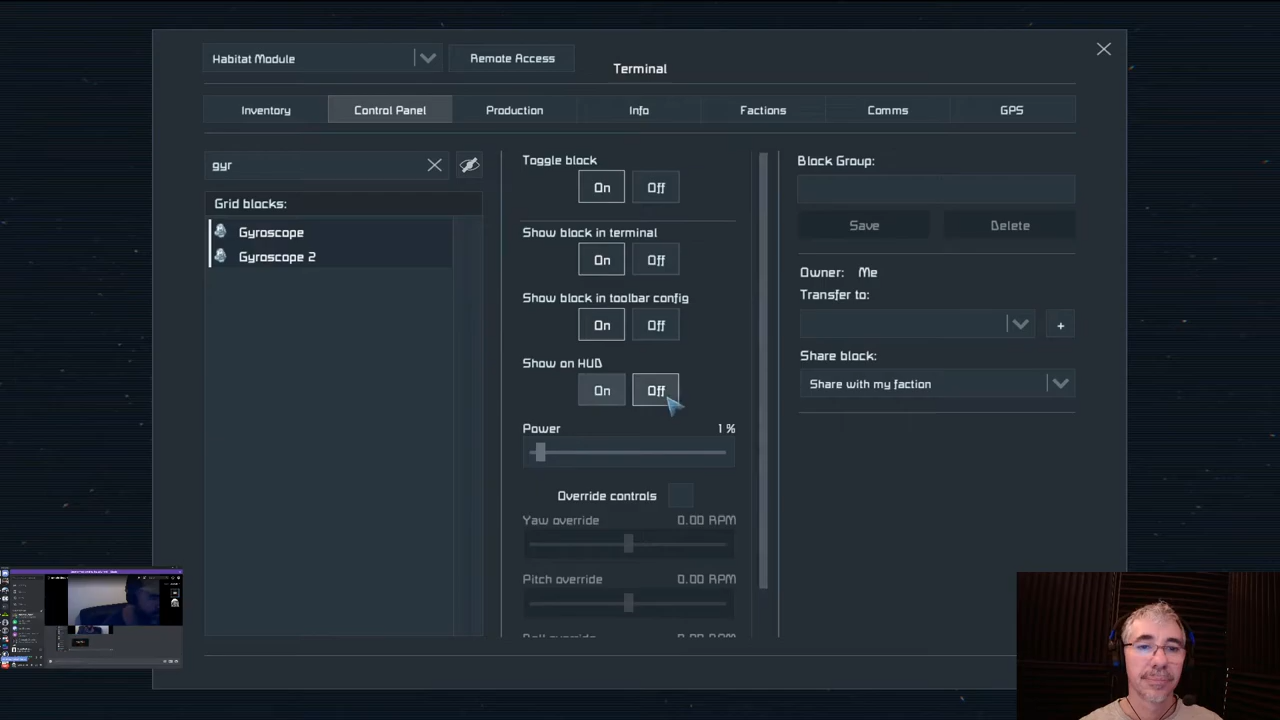 Habitat Module
Remote Access
Terminal
Inventory
Control Panel
Production
Info
Factions
Comms
GPS
gyr
Grid blocks:
Gyroscope
Gyroscope 2
Toggle block
On Off
Show block in terminal
On Off
Show block in toolbar config
On Off
Show on HUD
On Off
Power 1 %
Override controls
Yaw override 0.00 RPM
Pitch override 0.00 RPM
Block Group:
Save Delete
Owner: Me
Transfer to:
+
Share block:
Share with my faction